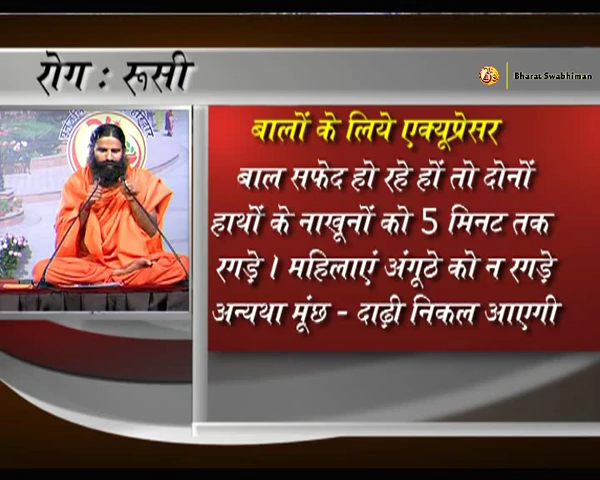 रोग : रूसी
Bharat Swabhiman
बालों के लिये एक्यूप्रेसर
बाल सफेद हो रहे हों तो दोनों
हाथों के नाखूनों को 5 मिनट तक
रगड़े । महिलाएं अंगूठे को न रगड़े
अन्यथा मूंछ - दाढ़ी निकल आएगी